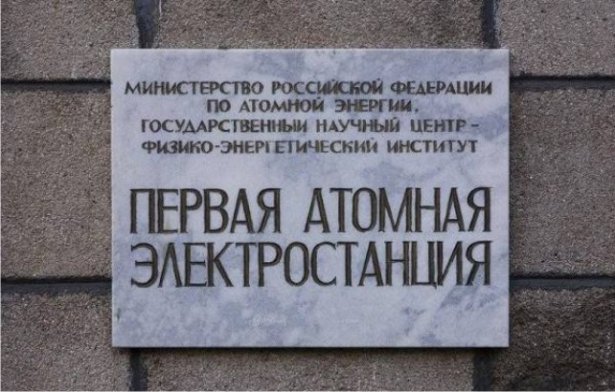 МИНИСТЕРСТВО РОССИЙСКОЙ ФЕДЕРАЦИИ
ПО АТОМНОЙ ЭНЕРГИИ.
ГОСУДАРСТВЕННЫЙ НАУЧНЫЙ ЦЕНТР -
ФИЗИКО-ЭНЕРГЕТИЧЕСКИЙ ИНСТИТУТ
ПЕРВАЯ АТОМНАЯ
ЭЛЕКТРОСТАНЦИЯ